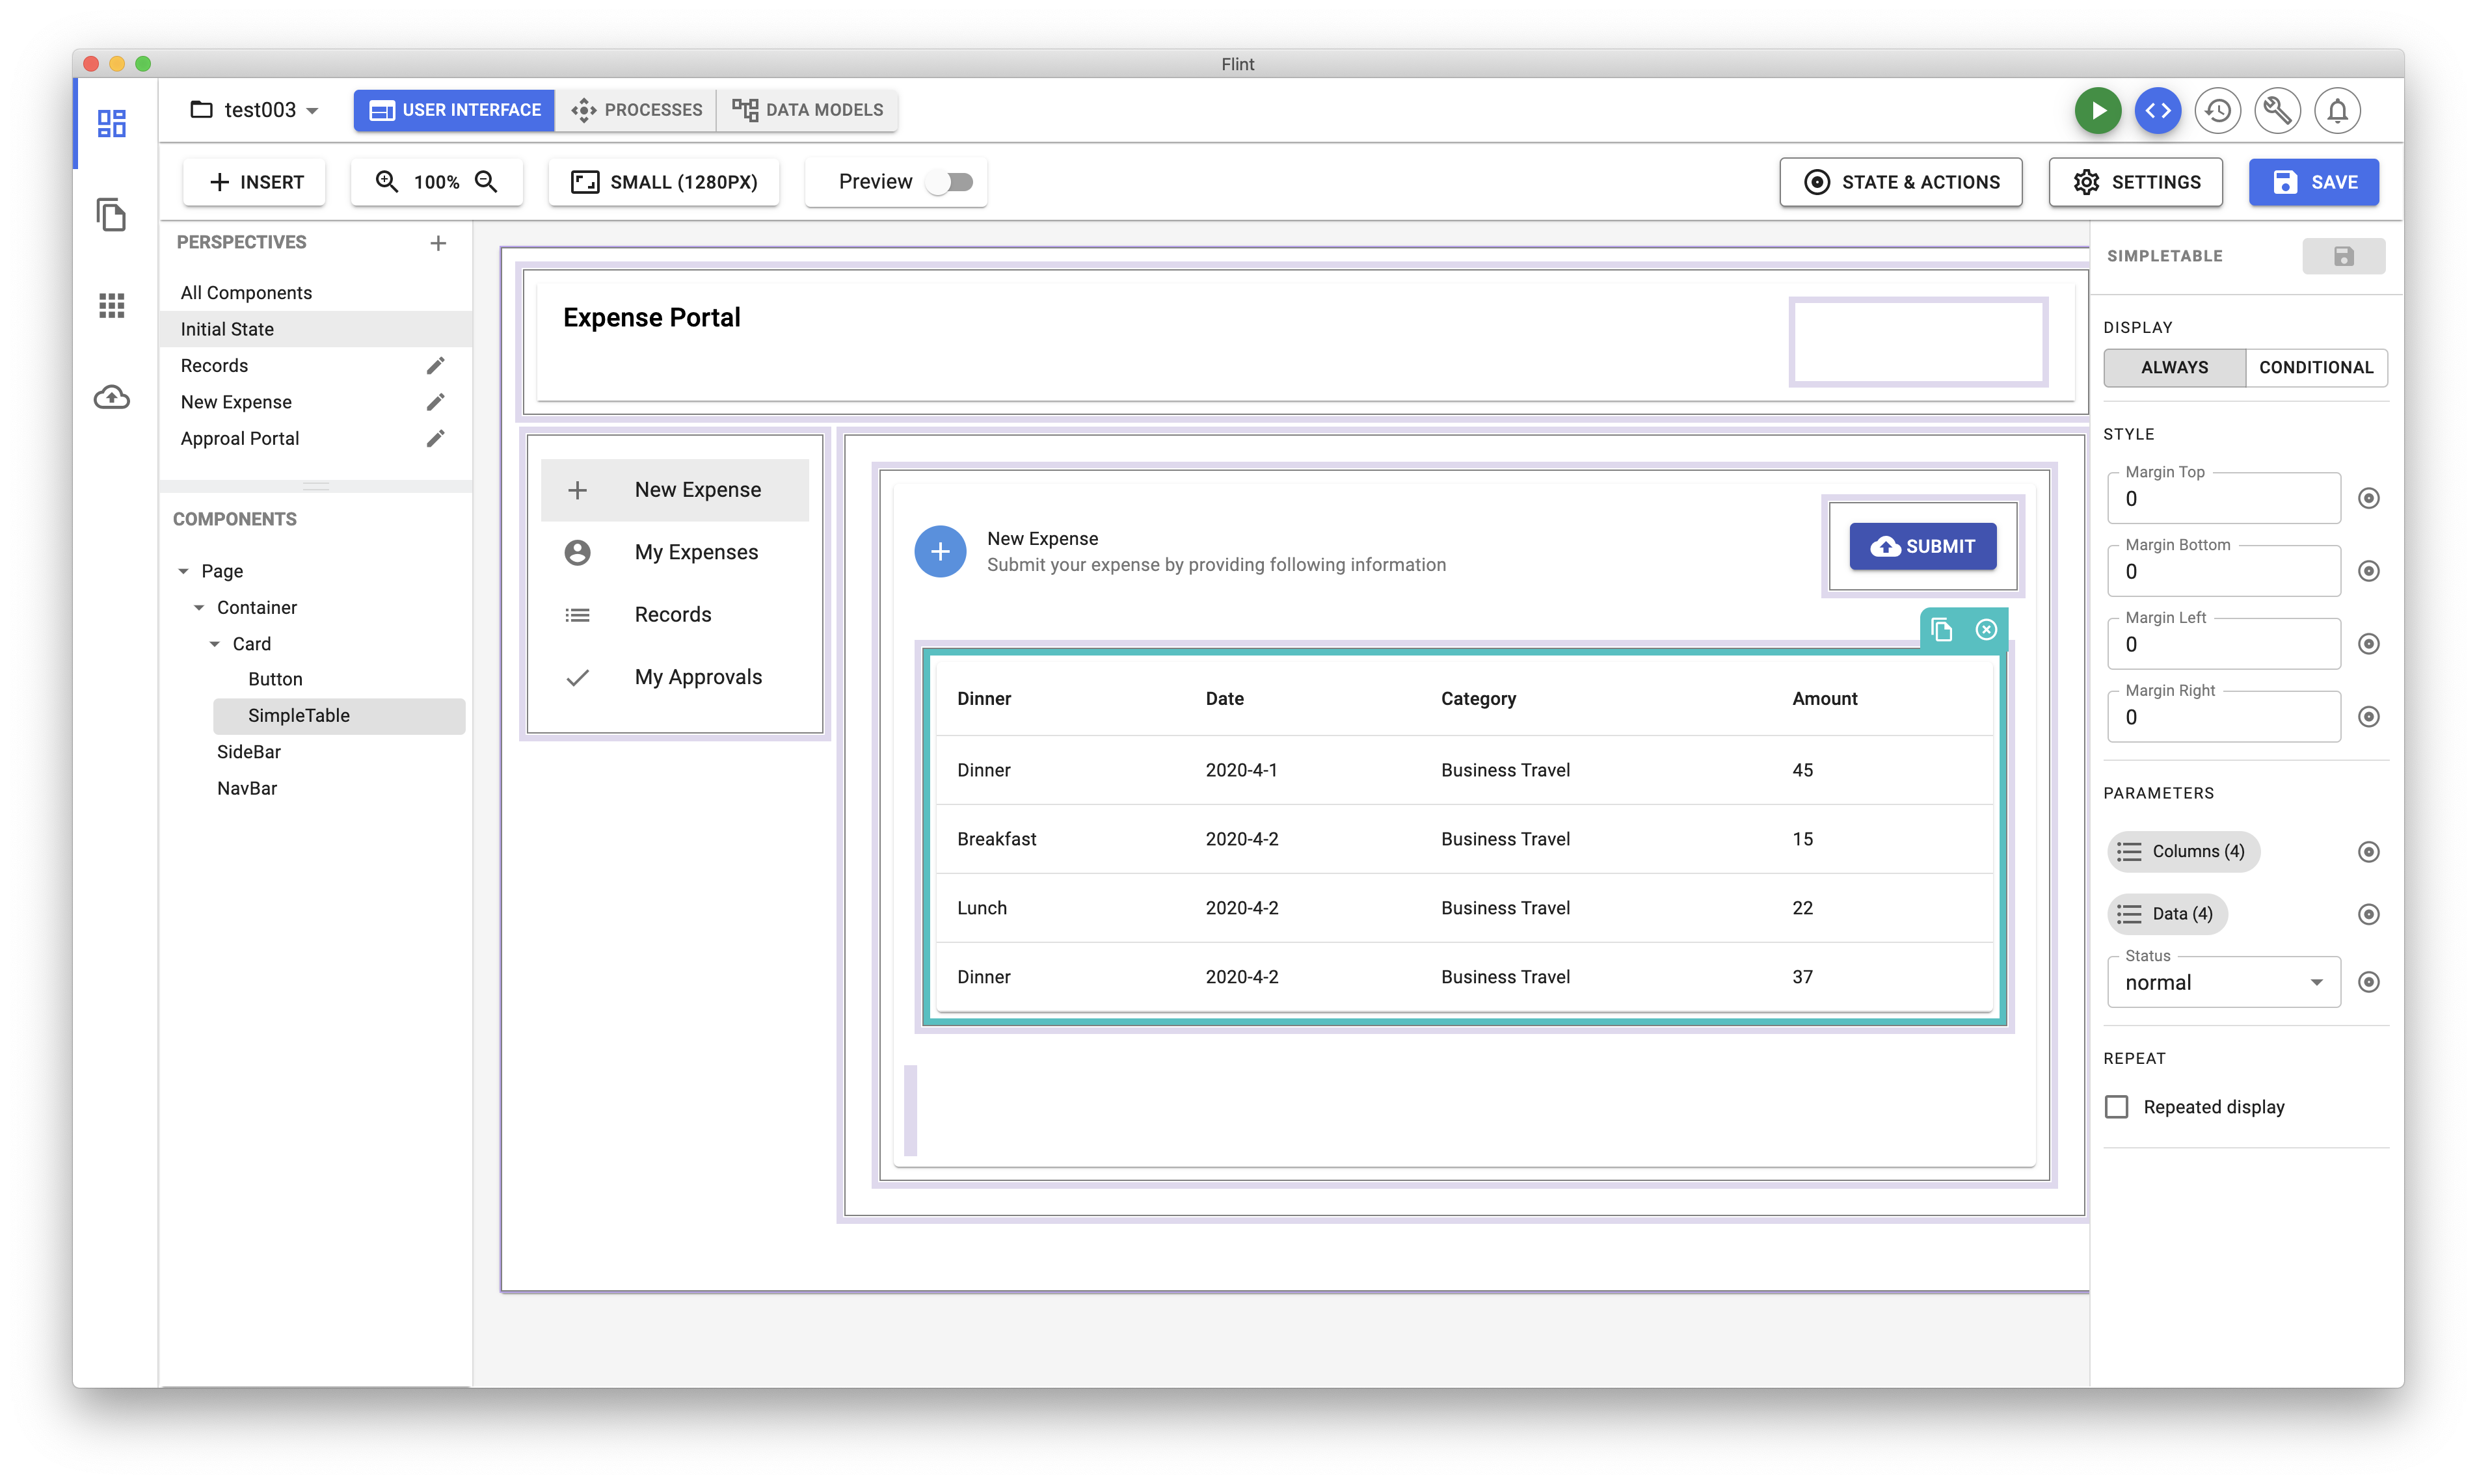 Flint
test003
USER INTERFACE
PROCESSES
DATA MODELS
INSERT
100%
SMALL (1280PX)
Preview
STATE & ACTIONS
SETTINGS
SAVE
PERSPECTIVES
All Components
Initial State
Records
New Expense
Approal Portal
COMPONENTS
Page
Container
Card
Button
SimpleTable
SideBar
NavBar
Expense Portal
New Expense
My Expenses
Records
My Approvals
New Expense
Submit your expense by providing following information
SUBMIT
Dinner Date Category Amount
Dinner 2020-4-1 Business Travel 45
Breakfast 2020-4-2 Business Travel 15
Lunch 2020-4-2 Business Travel 22
Dinner 2020-4-2 Business Travel 37
SIMPLETABLE
DISPLAY
ALWAYS CONDITIONAL
STYLE
Margin Top
0
Margin Bottom
0
Margin Left
0
Margin Right
0
PARAMETERS
Columns (4)
Data (4)
Status
normal
REPEAT
Repeated display